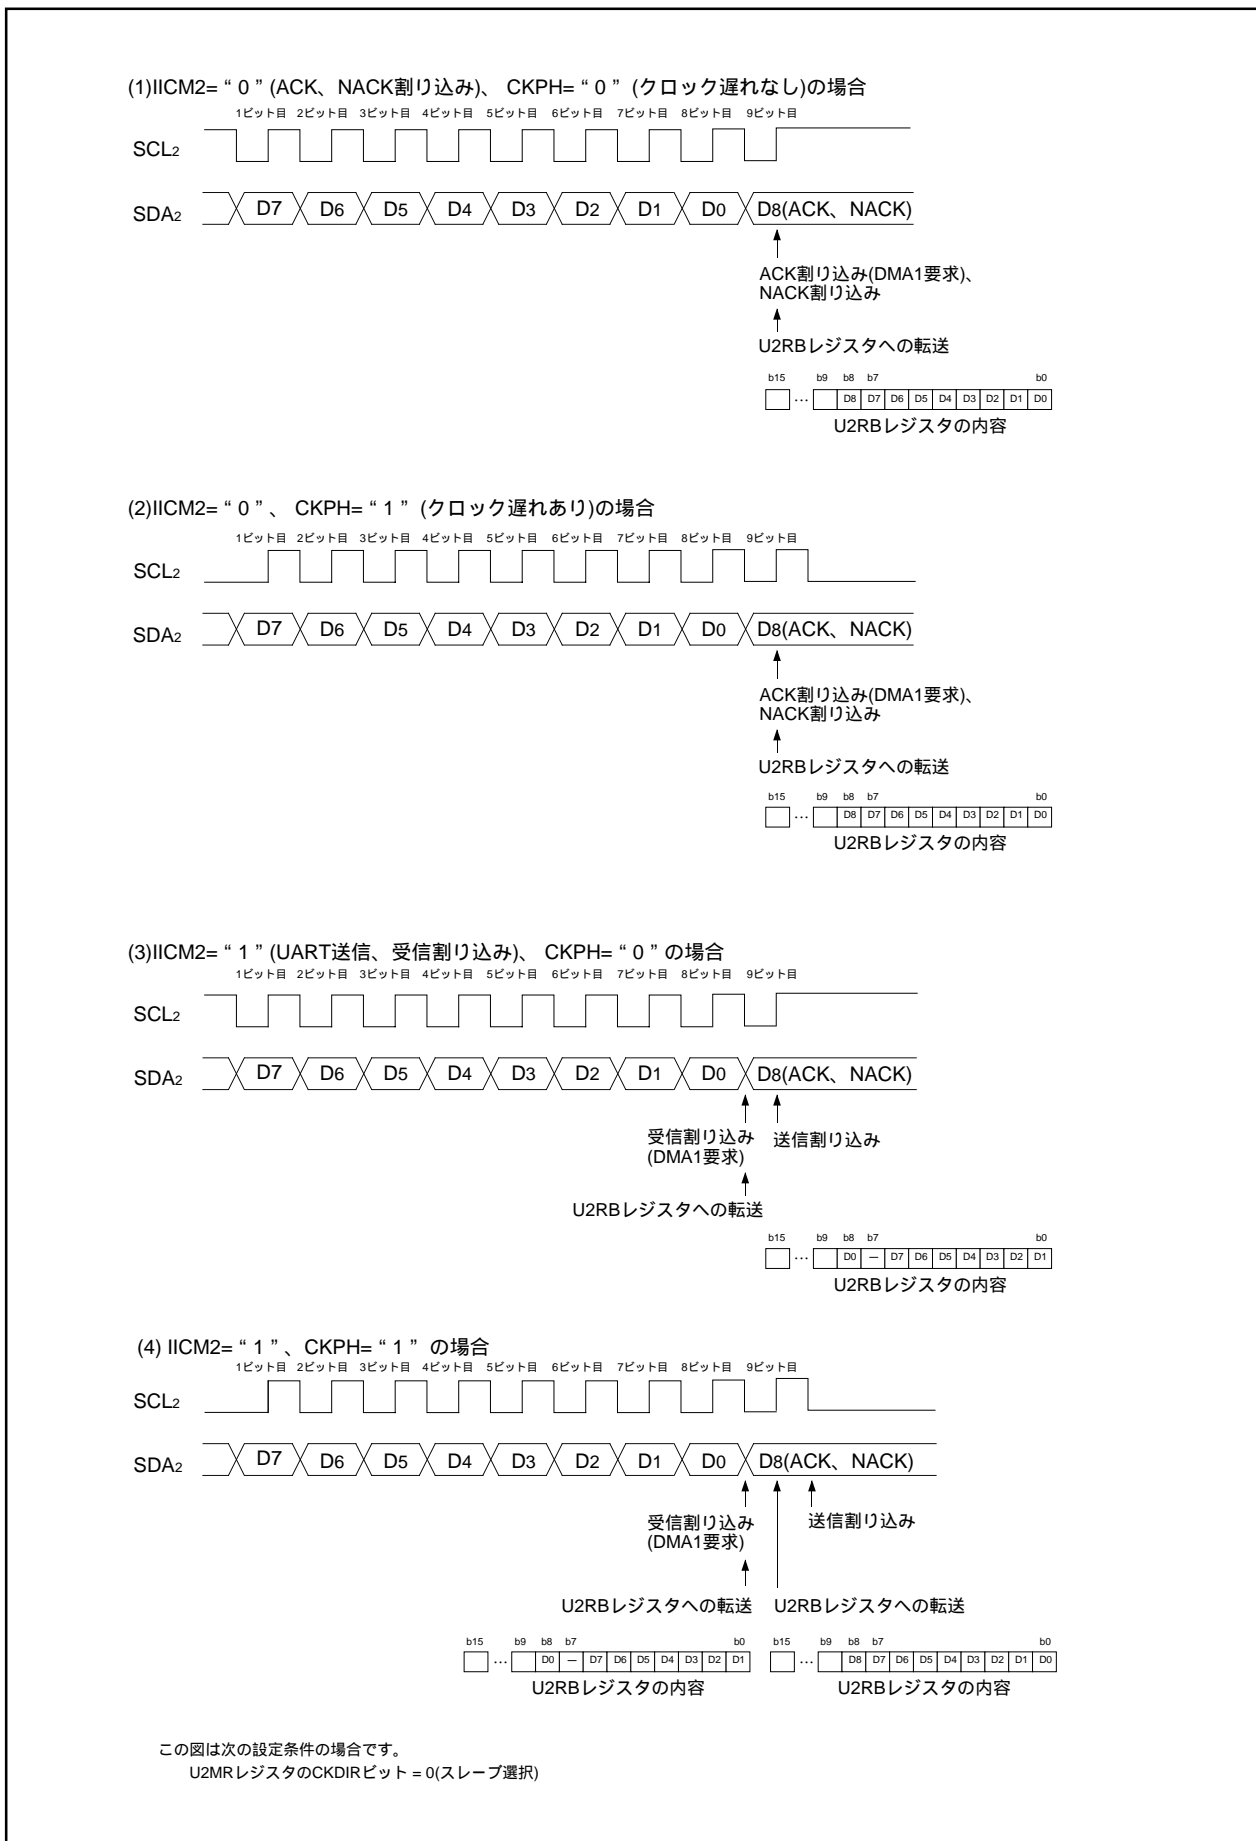 (1)IICM2= “ 0 ” (ACK、NACK割り込み)、 CKPH= “ 0 ” (クロック遅れなし)の場合
1ビット目 2ビット目 3ビット目 4ビット目 5ビット目 6ビット目 7ビット目 8ビット目 9ビット目
SCL2
SDA2 D7 D6 D5 D4 D3 D2 D1 D0 D8(ACK、NACK)
ACK割り込み(DMA1要求)、
NACK割り込み
U2RBレジスタへの転送
b15 b9 b8 b7 b0
... D8 D7 D6 D5 D4 D3 D2 D1 D0
U2RBレジスタの内容
(2)IICM2= “ 0 ” 、 CKPH= “ 1 ” (クロック遅れあり)の場合
1ビット目 2ビット目 3ビット目 4ビット目 5ビット目 6ビット目 7ビット目 8ビット目 9ビット目
SCL2
SDA2 D7 D6 D5 D4 D3 D2 D1 D0 D8(ACK、NACK)
ACK割り込み(DMA1要求)、
NACK割り込み
U2RBレジスタへの転送
b15 b9 b8 b7 b0
... D8 D7 D6 D5 D4 D3 D2 D1 D0
U2RBレジスタの内容
(3)IICM2= “ 1 ” (UART送信、受信割り込み)、 CKPH= “ 0 ” の場合
1ビット目 2ビット目 3ビット目 4ビット目 5ビット目 6ビット目 7ビット目 8ビット目 9ビット目
SCL2
SDA2 D7 D6 D5 D4 D3 D2 D1 D0 D8(ACK、NACK)
受信割り込み 送信割り込み
(DMA1要求)
U2RBレジスタへの転送
b15 b9 b8 b7 b0
... D0 — D7 D6 D5 D4 D3 D2 D1
U2RBレジスタの内容
(4) IICM2= “ 1 ” 、CKPH= “ 1 ” の場合
1ビット目 2ビット目 3ビット目 4ビット目 5ビット目 6ビット目 7ビット目 8ビット目 9ビット目
SCL2
SDA2 D7 D6 D5 D4 D3 D2 D1 D0 D8(ACK、NACK)
受信割り込み 送信割り込み
(DMA1要求)
U2RBレジスタへの転送 U2RBレジスタへの転送
b15 b9 b8 b7 b0 b15 b9 b8 b7 b0
... D0 — D7 D6 D5 D4 D3 D2 D1 ... D8 D7 D6 D5 D4 D3 D2 D1 D0
U2RBレジスタの内容 U2RBレジスタの内容
この図は次の設定条件の場合です。
U2MRレジスタのCKDIRビット = 0(スレーブ選択)